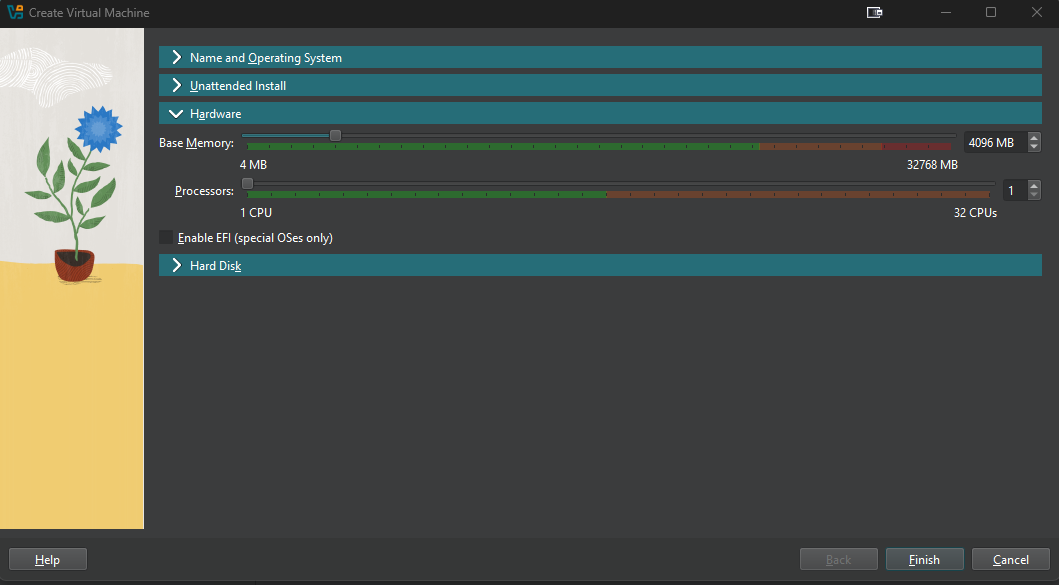 Create Virtual Machine
Name and Operating System
Unattended Install
Hardware
Base Memory: 4096 MB
4 MB 32768 MB
Processors: 1
1 CPU 32 CPUs
Enable EFI (special OSes only)
Hard Disk
Help Back Finish Cancel